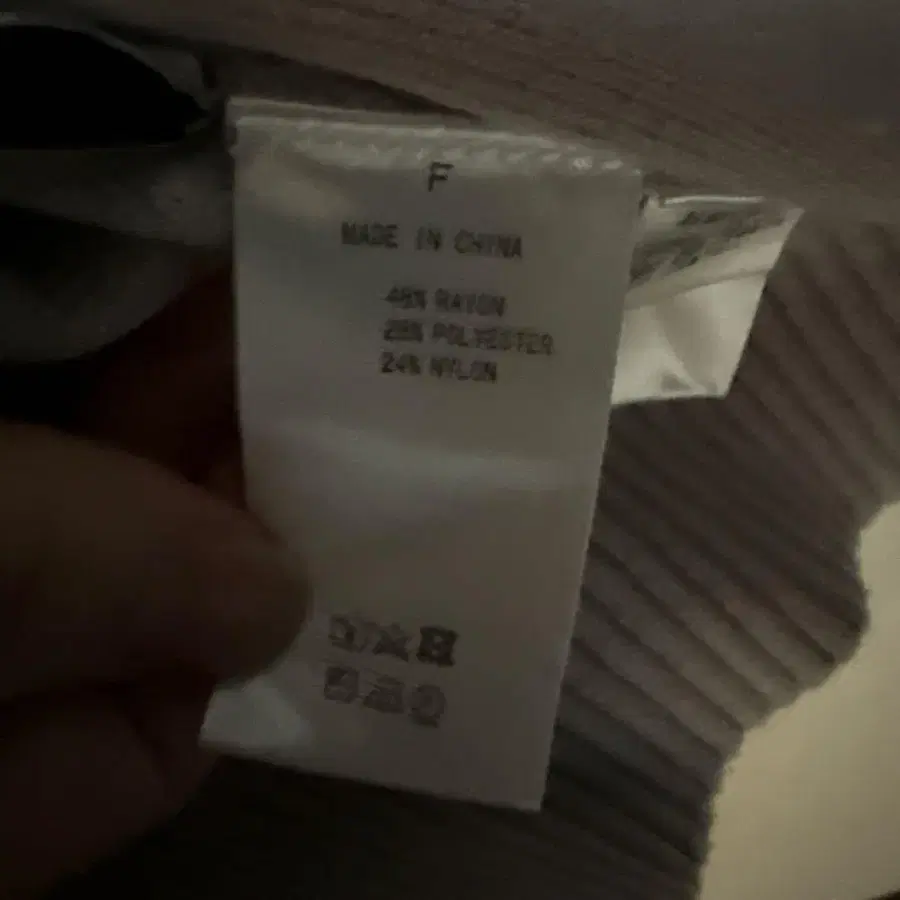 F
MADE IN CHINA
48% RAYON
28% POLYESTER
24% NYLON